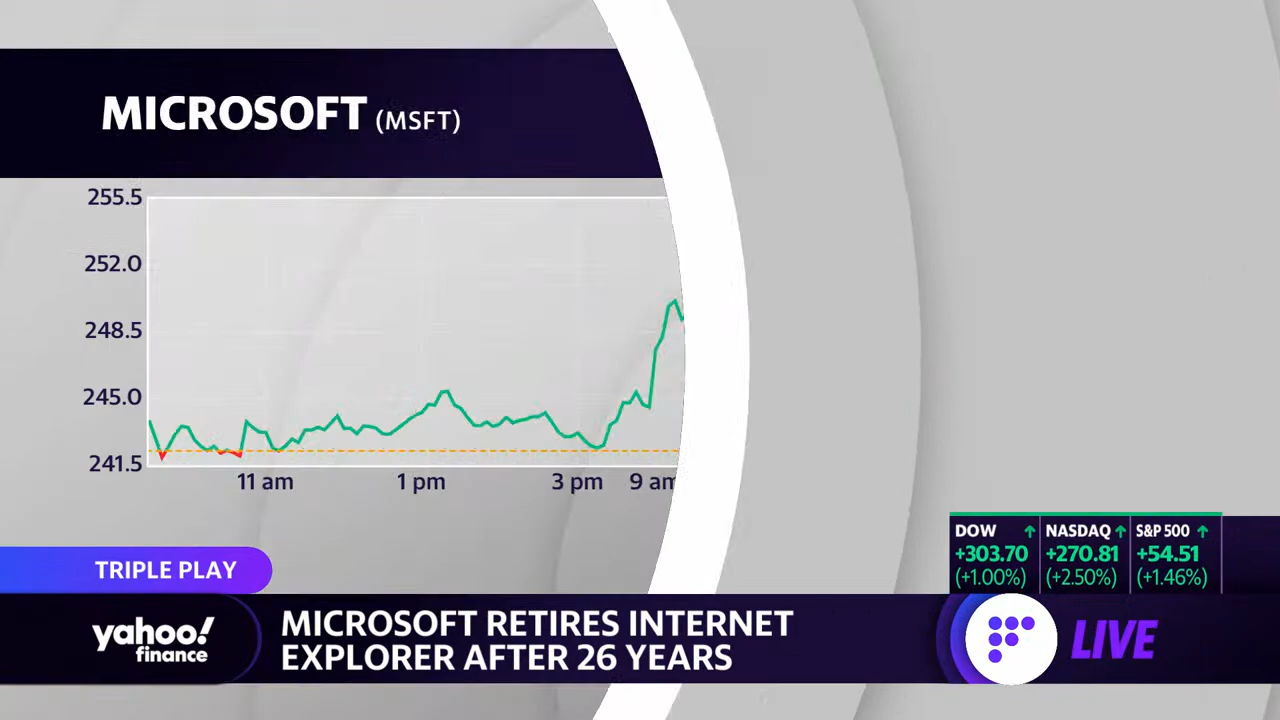 MICROSOFT (MSFT)
255.5
252.0
248.5
245.0
241.5
11 am 1 pm 3 pm 9 am
TRIPLE PLAY
DOW NASDAQ S&P 500
+303.70 +270.81 +54.51
(+1.00%) (+2.50%) (+1.46%)
yahoo!
finance
MICROSOFT RETIRES INTERNET
EXPLORER AFTER 26 YEARS
LIVE